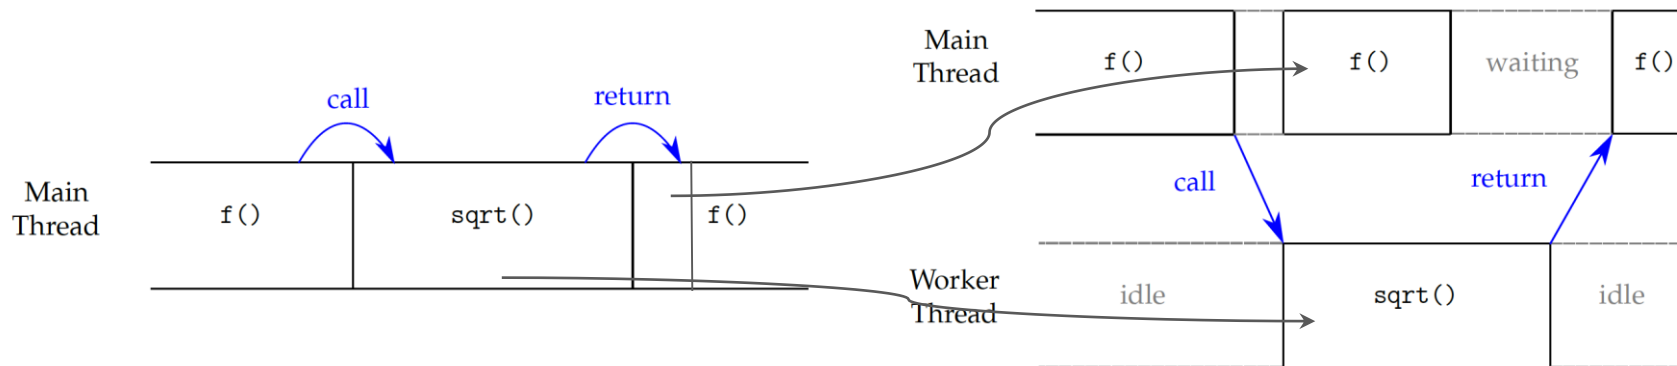 call
return
Main
Thread
f()
sqrt()
f()
Main
Thread
f()
f()
waiting
f()
call
return
Worker
Thread
idle
sqrt()
idle